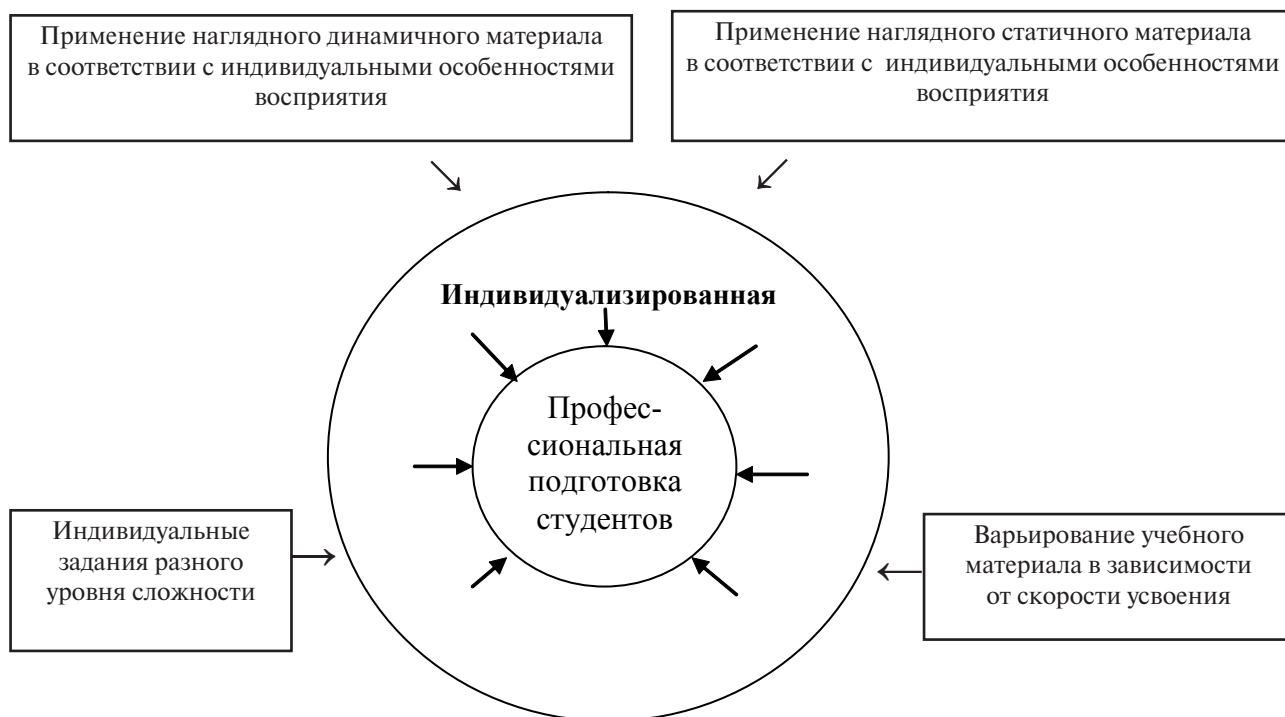 Применение наглядного динамичного материала
в соответствии с индивидуальными особенностями
восприятия
Применение наглядного статичного материала
в соответствии с индивидуальными особенностями
восприятия
Индивидуализированная
Профес-
сиональная
подготовка
студентов
Индивидуальные
задания разного
уровня сложности
Варьирование учебного
материала в зависимости
от скорости усвоения